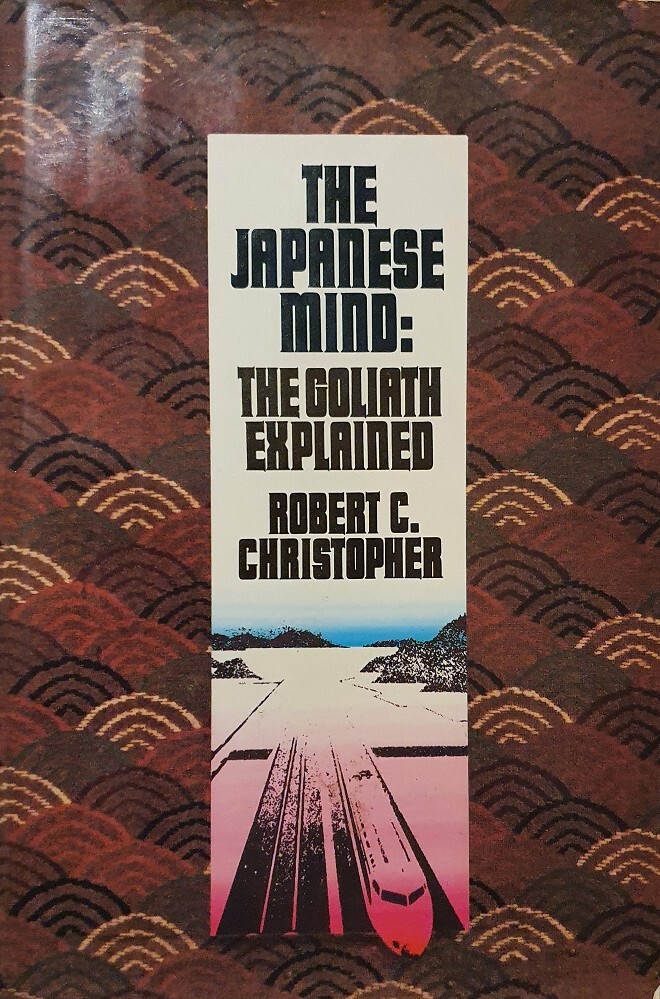 THE
JAPANESE
MIND:
THE GOLIATH
EXPLAINED
ROBERT C.
CHRISTOPHER